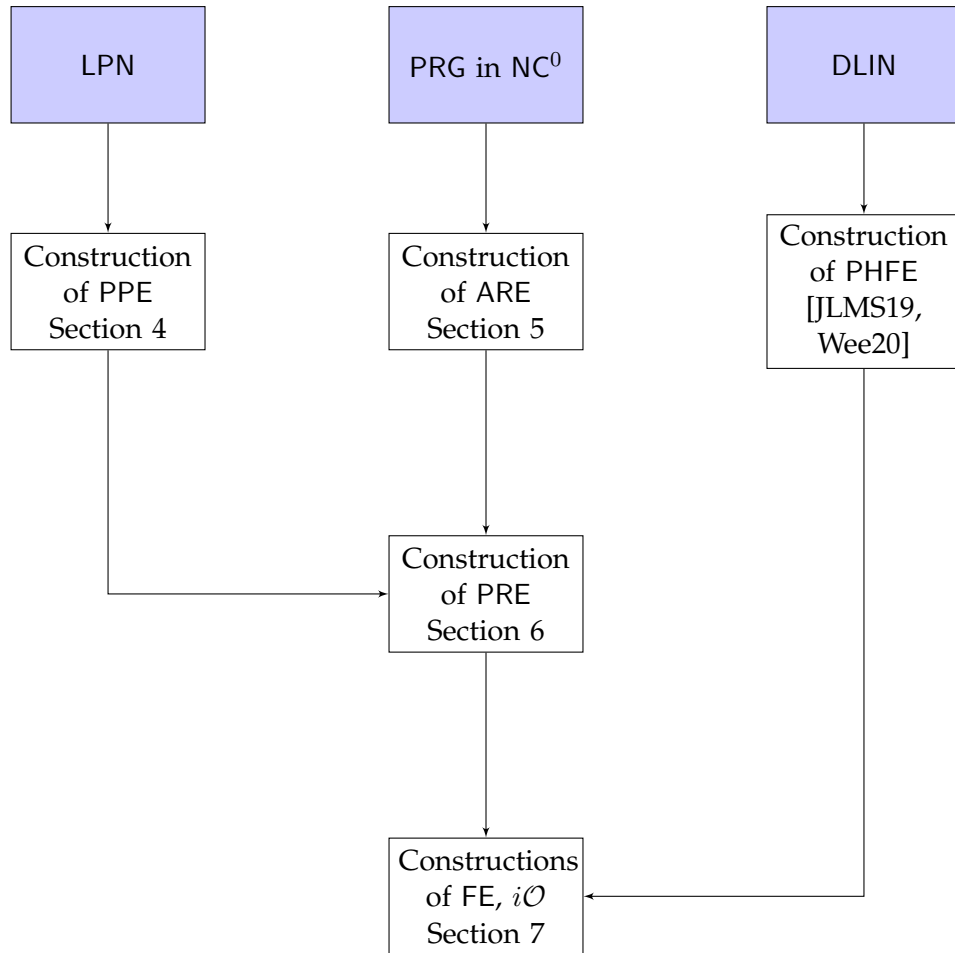 LPN
PRG in NC⁰
DLIN
Construction
of PPE
Section 4
Construction
of ARE
Section 5
Construction
of PHFE
[JLMS19,
Wee20]
Construction
of PRE
Section 6
Constructions
of FE, i𝒪
Section 7